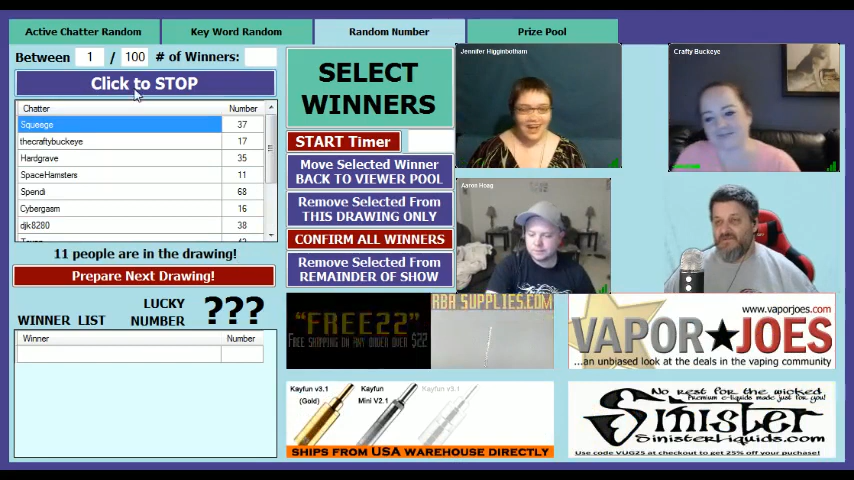 Active Chatter Random
Key Word Random
Random Number
Prize Pool
Between 1 / 100 # of Winners:
Click to STOP
Chatter Number
Squeege 37
thecraftybuckeye 17
Hardgrave 35
SpaceHamsters 11
Spendi 68
Cybergasm 16
djk8280 38
11 people are in the drawing!
Prepare Next Drawing!
WINNER LIST
LUCKY
NUMBER
???
Winner Number
SELECT
WINNERS
START Timer
Move Selected Winner
BACK TO VIEWER POOL
Remove Selected From
THIS DRAWING ONLY
CONFIRM ALL WINNERS
Remove Selected From
REMAINDER OF SHOW
Jennifer Higginbotham
Crafty Buckeye
Aaron Hoag
"FREE22"
FREE SHIPPING ON ANY ORDER OVER $22
RBA SUPPLIES.COM
www.vaporjoes.com
VAPOR★JOES
...an unbiased look at the deals in the vaping community
Kayfun v3.1
(Gold)
Kayfun
Mini V2.1
Kayfun v3.1
SHIPS FROM USA WAREHOUSE DIRECTLY
No rest for the wicked
Premium e-liquids made just for you!
Sinister
SinisterLiquids.com
Use code VUG25 at checkout to get 25% off your puchase!